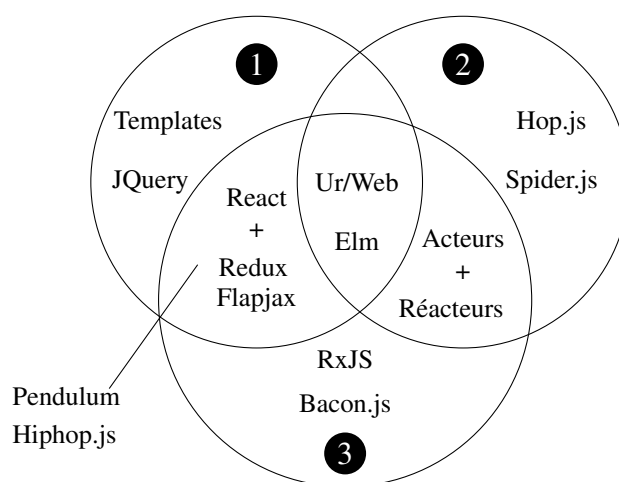 1
2
Templates
Hop.js
JQuery
Spider.js
React
+
Redux
Flapjax
Ur/Web
Elm
Acteurs
+
Réacteurs
RxJS
Bacon.js
Pendulum
Hiphop.js
3